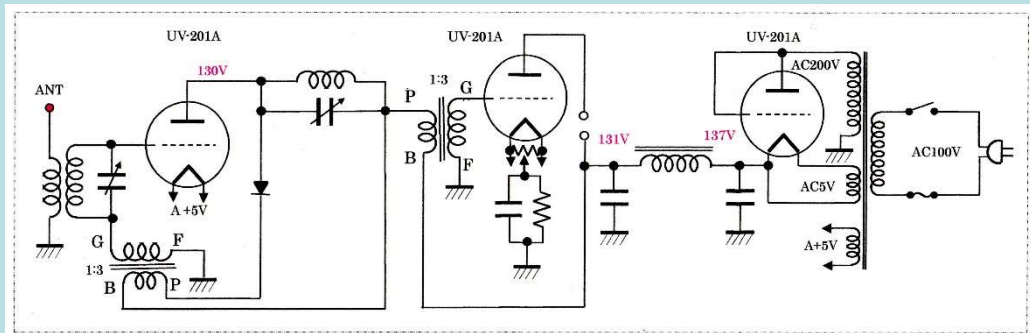 UV-201A
130V
ANT
A +5V
G
F
1:3
B
P
UV-201A
1:3
P
G
B
F
131V
137V
UV-201A
AC200V
AC100V
AC5V
A+5V